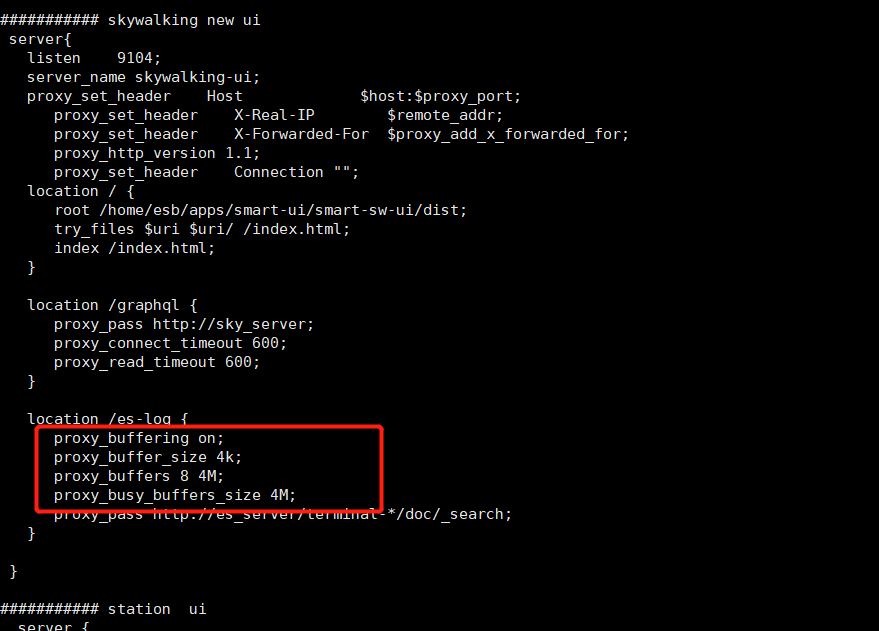 ########### skywalking new ui
server{
listen    9104;
server_name skywalking-ui;
proxy_set_header    Host             $host:$proxy_port;
proxy_set_header    X-Real-IP        $remote_addr;
proxy_set_header    X-Forwarded-For  $proxy_add_x_forwarded_for;
proxy_http_version 1.1;
proxy_set_header    Connection "";
location / {
root /home/esb/apps/smart-ui/smart-sw-ui/dist;
try_files $uri $uri/ /index.html;
index /index.html;
}
location /graphql {
proxy_pass http://sky_server;
proxy_connect_timeout 600;
proxy_read_timeout 600;
}
location /es-log {
proxy_buffering on;
proxy_buffer_size 4k;
proxy_buffers 8 4M;
proxy_busy_buffers_size 4M;
proxy_pass http://es_server/terminal-*/doc/_search;
}
}
########### station  ui
server {